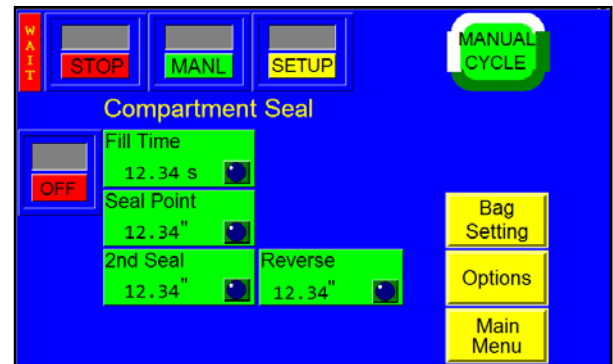 WAIT
STOP
MANL
SETUP
MANUAL
CYCLE
Compartment Seal
OFF
Fill Time
12.34 s
Seal Point
12.34"
2nd Seal
12.34"
Reverse
12.34"
Bag
Setting
Options
Main
Menu